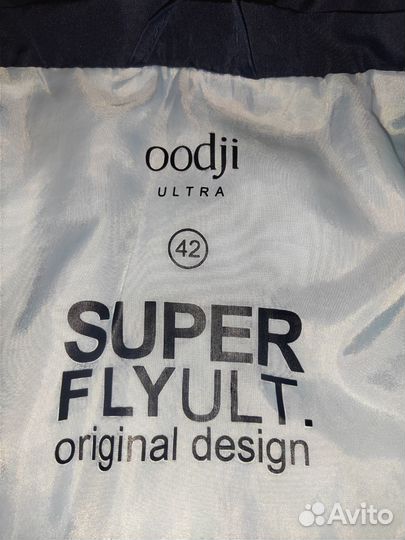 oodji
ULTRA
42
SUPER
FLYULT.
original design
Avito